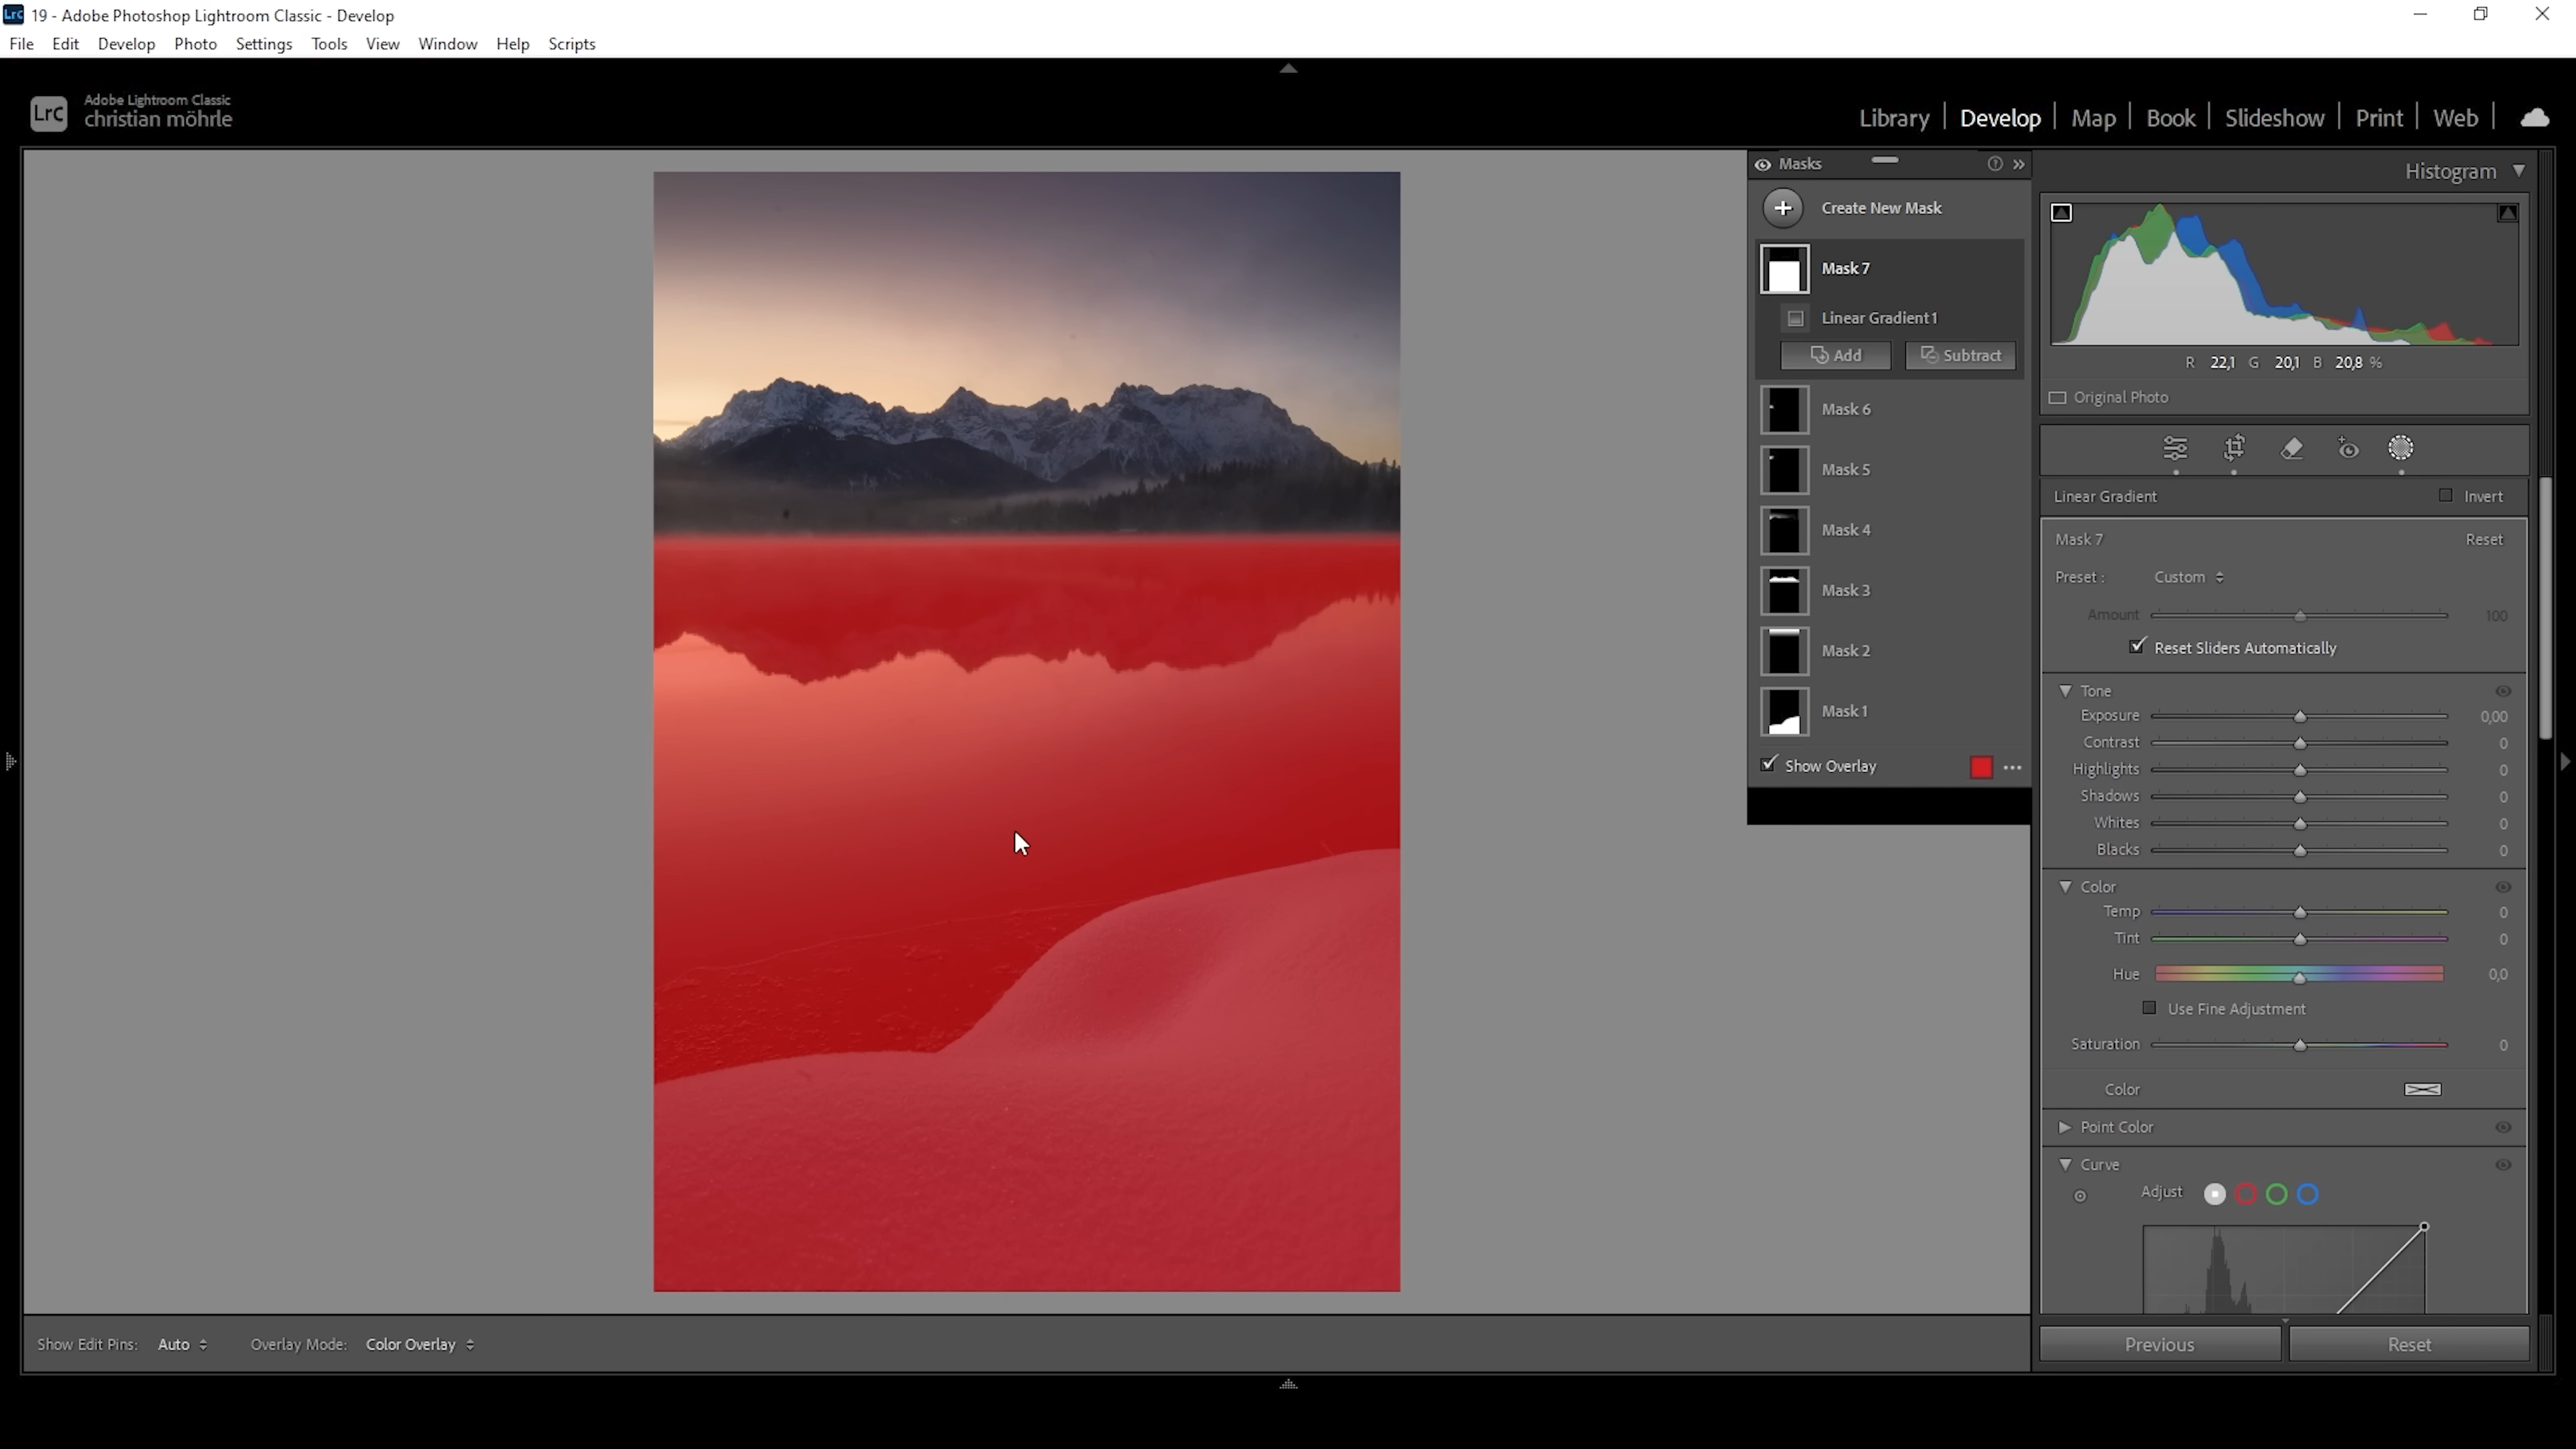 Lrc 19 - Adobe Photoshop Lightroom Classic - Develop
File Edit Develop Photo Settings Tools View Window Help Scripts
Lrc
Adobe Lightroom Classic
christian möhrle
Library | Develop | Map | Book | Slideshow | Print | Web |
Masks
Create New Mask
Mask 7
Linear Gradient 1
Add Subtract
Mask 6
Mask 5
Mask 4
Mask 3
Mask 2
Mask 1
Show Overlay
Histogram
R 22,1 G 20,1 B 20,8 %
Original Photo
Linear Gradient Invert
Mask 7 Reset
Preset : Custom
Amount 100
Reset Sliders Automatically
Tone
Exposure 0,00
Contrast 0
Highlights 0
Shadows 0
Whites 0
Blacks 0
Color
Temp 0
Tint 0
Hue 0,0
Use Fine Adjustment
Saturation 0
Color
Point Color
Curve
Adjust
Show Edit Pins: Auto Overlay Mode: Color Overlay
Previous Reset